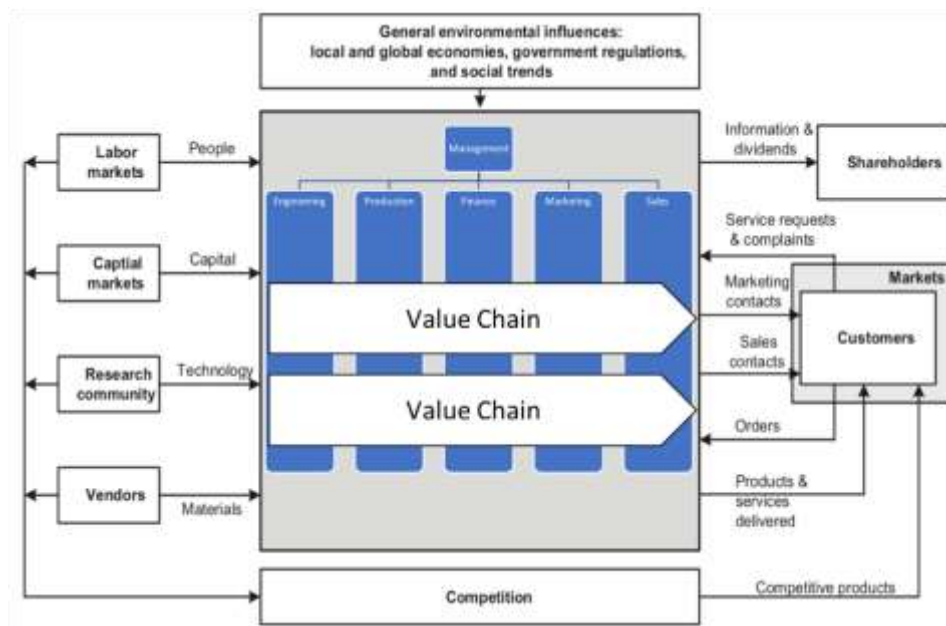 General environmental influences:
local and global economies, government regulations,
and social trends
Labor
markets
People
Captial
markets
Capital
Research
community
Technology
Vendors
Materials
Management
Engineering
Production
Finance
Marketing
Sales
Value Chain
Value Chain
Information &
dividends
Shareholders
Service requests
& complaints
Marketing
contacts
Markets
Customers
Sales
contacts
Orders
Products &
services
delivered
Competition
Competitive products